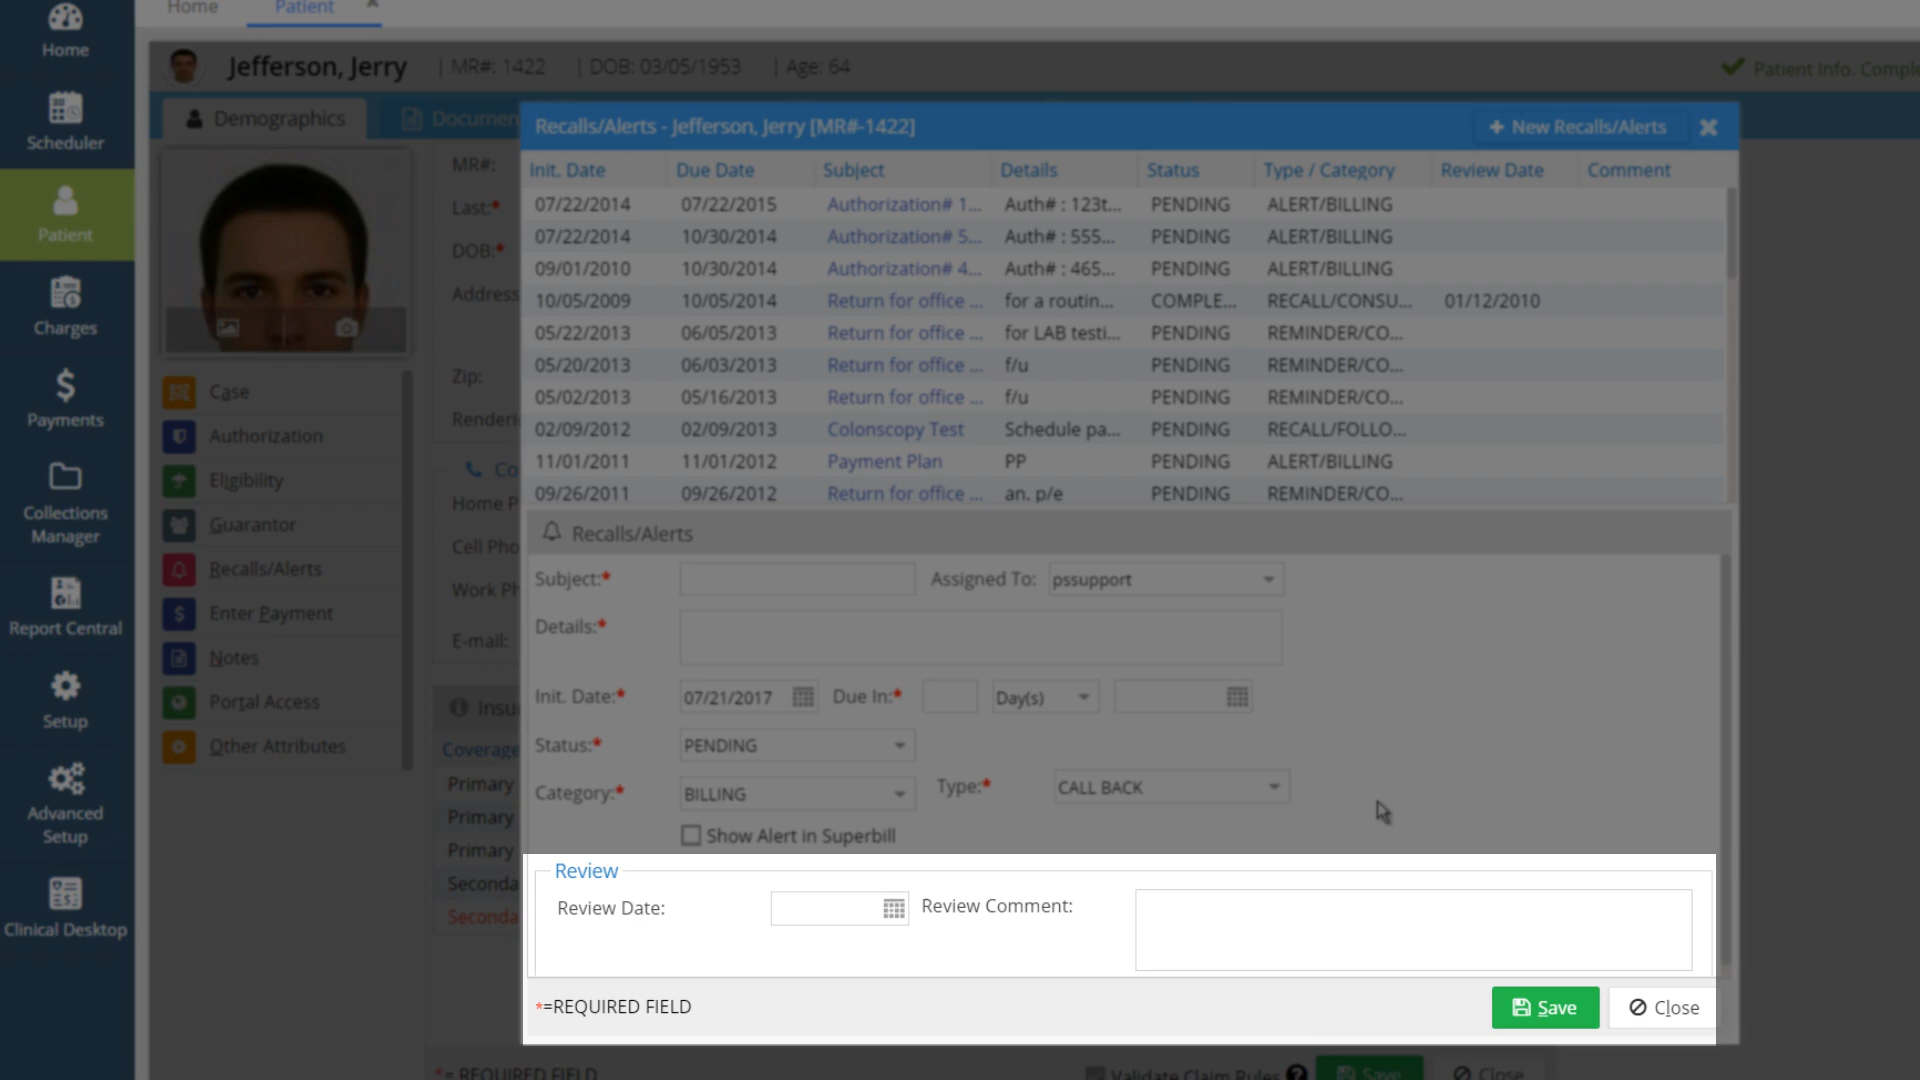 Home Patient
Home
Scheduler
Patient
Charges
Payments
Collections
Manager
Report Central
Setup
Advanced
Setup
Clinical Desktop
Jefferson, Jerry | MR#: 1422 | DOB: 03/05/1953 | Age: 64
Patient Info. Comple
Demographics Documen
Case
Authorization
Eligibility
Guarantor
Recalls/Alerts
Enter Payment
Notes
Portal Access
Other Attributes
MR#:
Last:*
DOB:*
Address
Zip:
Renderi
Co
Home P
Cell Pho
Work Ph
E-mail:
Insu
Coverage
Primary
Primary
Primary
Seconda
Seconda
Recalls/Alerts - Jefferson, Jerry [MR#-1422] + New Recalls/Alerts
Init. Date Due Date Subject Details Status Type / Category Review Date Comment
07/22/2014 07/22/2015 Authorization# 1... Auth# : 123t... PENDING ALERT/BILLING
07/22/2014 10/30/2014 Authorization# 5... Auth# : 555... PENDING ALERT/BILLING
09/01/2010 10/30/2014 Authorization# 4... Auth# : 465... PENDING ALERT/BILLING
10/05/2009 10/05/2014 Return for office ... for a routin... COMPLE... RECALL/CONSU... 01/12/2010
05/22/2013 06/05/2013 Return for office ... for LAB testi... PENDING REMINDER/CO...
05/20/2013 06/03/2013 Return for office ... f/u PENDING REMINDER/CO...
05/02/2013 05/16/2013 Return for office ... f/u PENDING REMINDER/CO...
02/09/2012 02/09/2013 Colonscopy Test Schedule pa... PENDING RECALL/FOLLO...
11/01/2011 11/01/2012 Payment Plan PP PENDING ALERT/BILLING
09/26/2011 09/26/2012 Return for office ... an. p/e PENDING REMINDER/CO...
Recalls/Alerts
Subject:* Assigned To: pssupport
Details:*
Init. Date:* 07/21/2017 Due In:* Day(s)
Status:* PENDING
Category:* BILLING Type:* CALL BACK
Show Alert in Superbill
Review
Review Date: Review Comment:
*=REQUIRED FIELD Save Close
*= REQUIRED FIELD Validate Claim Rules Save Close